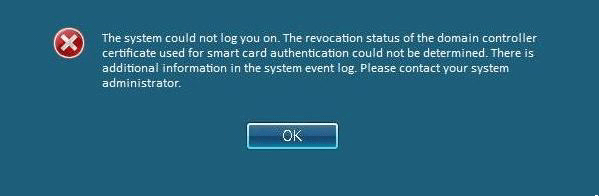 The system could not log you on. The revocation status of the domain controller
certificate used for smart card authentication could not be determined. There is
additional information in the system event log. Please contact your system
administrator.
OK